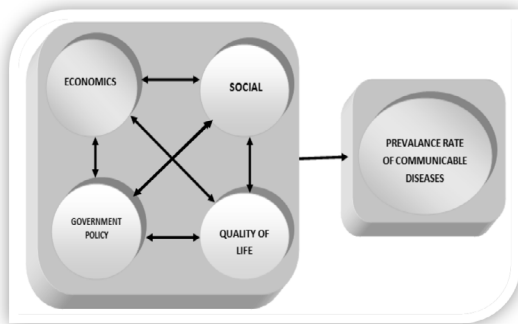 ECONOMICS
SOCIAL
GOVERNMENT
POLICY
QUALITY OF
LIFE
PREVALANCE RATE
OF COMMUNICABLE
DISEASES